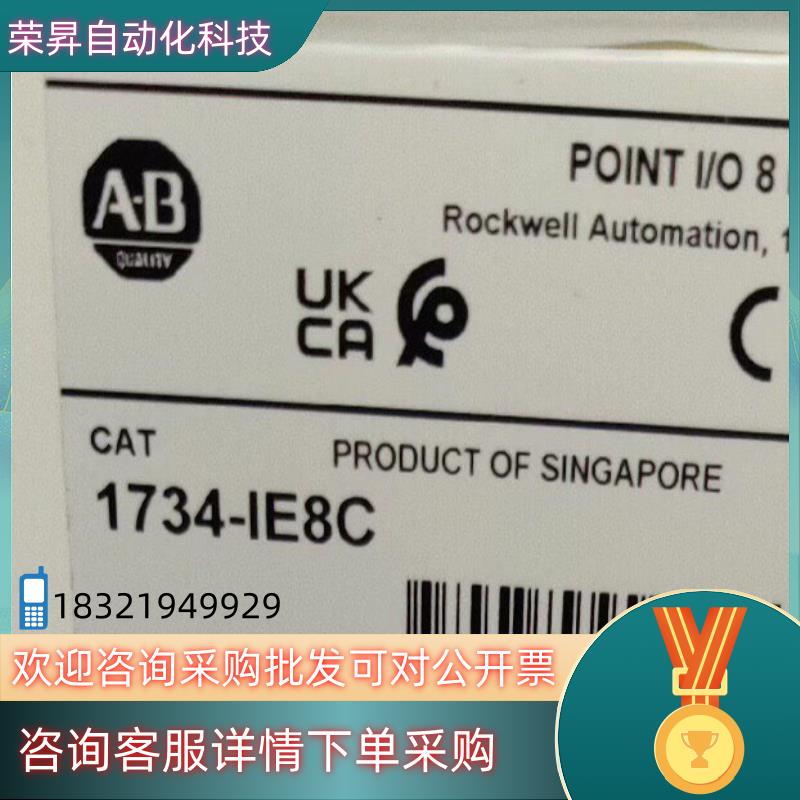 荣昇自动化科技
A-B
QUALITY
POINT I/O 8
Rockwell Automation,
UK
CA
CAT
PRODUCT OF SINGAPORE
1734-IE8C
18321949929
欢迎咨询采购批发可对公开票
咨询客服详情下单采购